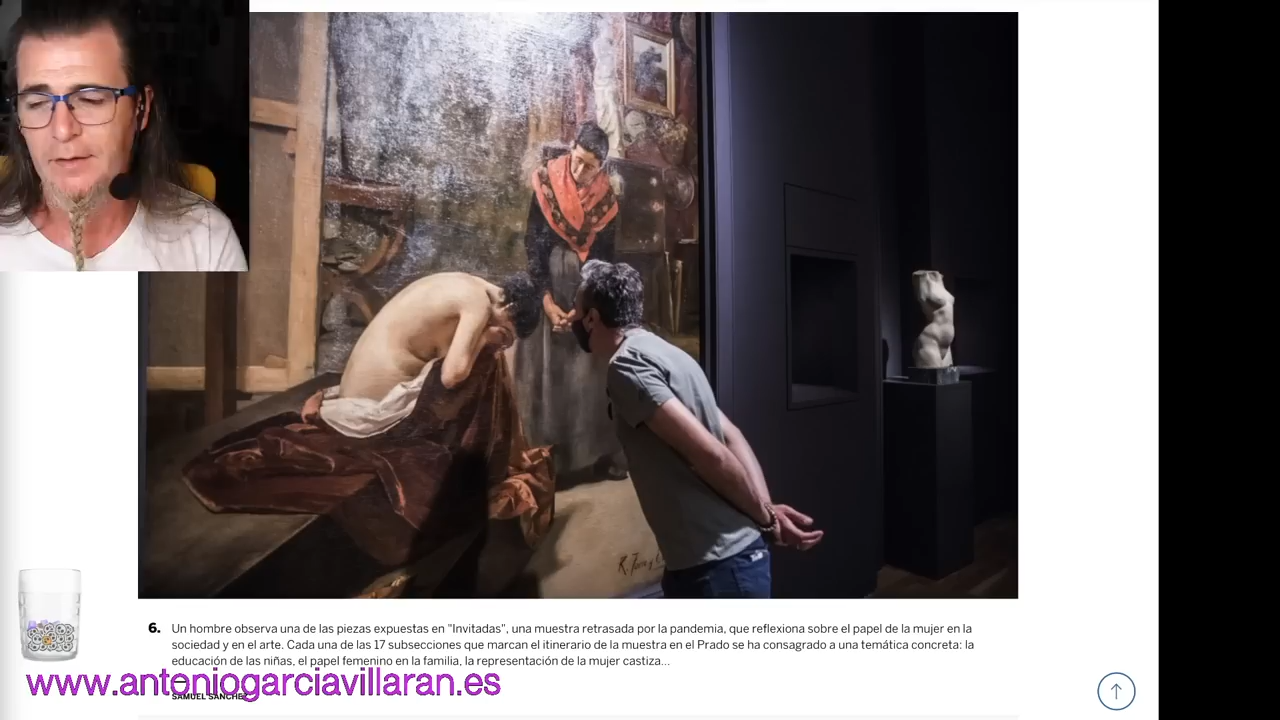 6. Un hombre observa una de las piezas expuestas en "Invitadas", una muestra retrasada por la pandemia, que reflexiona sobre el papel de la mujer en la
sociedad y en el arte. Cada una de las 17 subsecciones que marcan el itinerario de la muestra en el Prado se ha consagrado a una temática concreta: la
educación de las niñas, el papel femenino en la familia, la representación de la mujer castiza...
www.antoniogarciavillaran.es
SAMUEL SÁNCHEZ